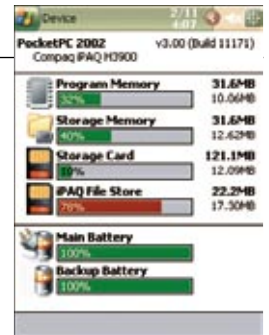 Device 2/11 4:07
PocketPC 2002 v3.00 (Build 11171)
Compaq iPAQ H3900
Program Memory 31.6MB
32% 10.06MB
Storage Memory 31.6MB
40% 12.62MB
Storage Card 121.1MB
10% 12.09MB
iPAQ File Store 22.2MB
78% 17.30MB
Main Battery
100%
Backup Battery
100%